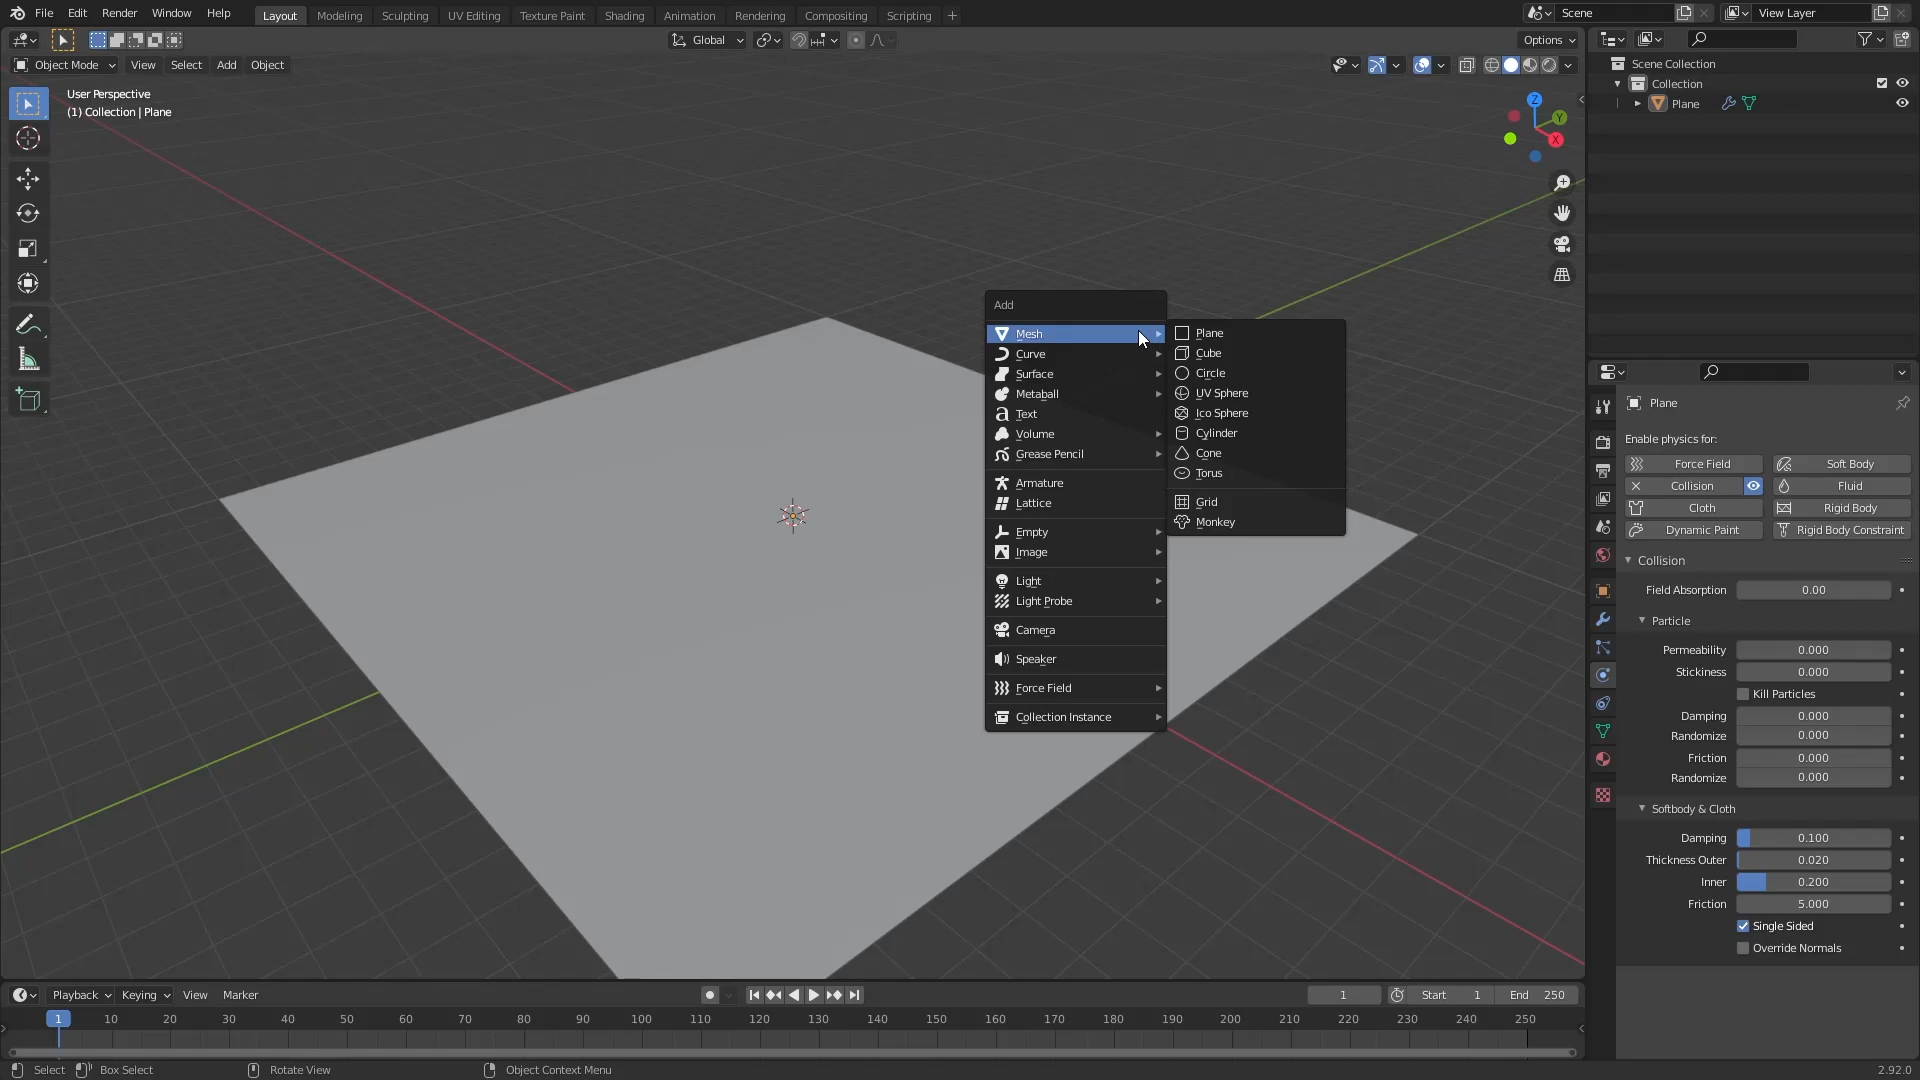 File Edit Render Window Help Layout Modeling Sculpting UV Editing Texture Paint Shading Animation Rendering Compositing Scripting + Scene View Layer
Global Options
Object Mode View Select Add Object
User Perspective
(1) Collection | Plane
Z
Y
X
Add
Mesh
Curve
Surface
Metaball
Text
Volume
Grease Pencil
Armature
Lattice
Empty
Image
Light
Light Probe
Camera
Speaker
Force Field
Collection Instance
Plane
Cube
Circle
UV Sphere
Ico Sphere
Cylinder
Cone
Torus
Grid
Monkey
Scene Collection
Collection
Plane
Plane
Enable physics for:
Force Field Soft Body
Collision Fluid
Cloth Rigid Body
Dynamic Paint Rigid Body Constraint
Collision
Field Absorption 0.00
Particle
Permeability 0.000
Stickiness 0.000
Kill Particles
Damping 0.000
Randomize 0.000
Friction 0.000
Randomize 0.000
Softbody & Cloth
Damping 0.100
Thickness Outer 0.020
Inner 0.200
Friction 5.000
Single Sided
Override Normals
Playback Keying View Marker 1 Start 1 End 250
1 10 20 30 40 50 60 70 80 90 100 110 120 130 140 150 160 170 180 190 200 210 220 230 240 250
Select Box Select Rotate View Object Context Menu 2.92.0